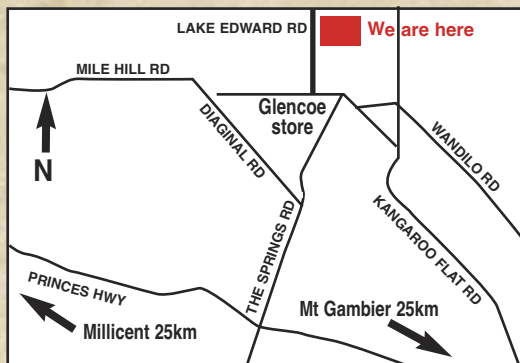 LAKE EDWARD RD
We are here
MILE HILL RD
Glencoe
store
DIAGINAL RD
WANDILO RD
N
KANGAROO FLAT RD
THE SPRINGS RD
PRINCES HWY
Mt Gambier 25km
Millicent 25km